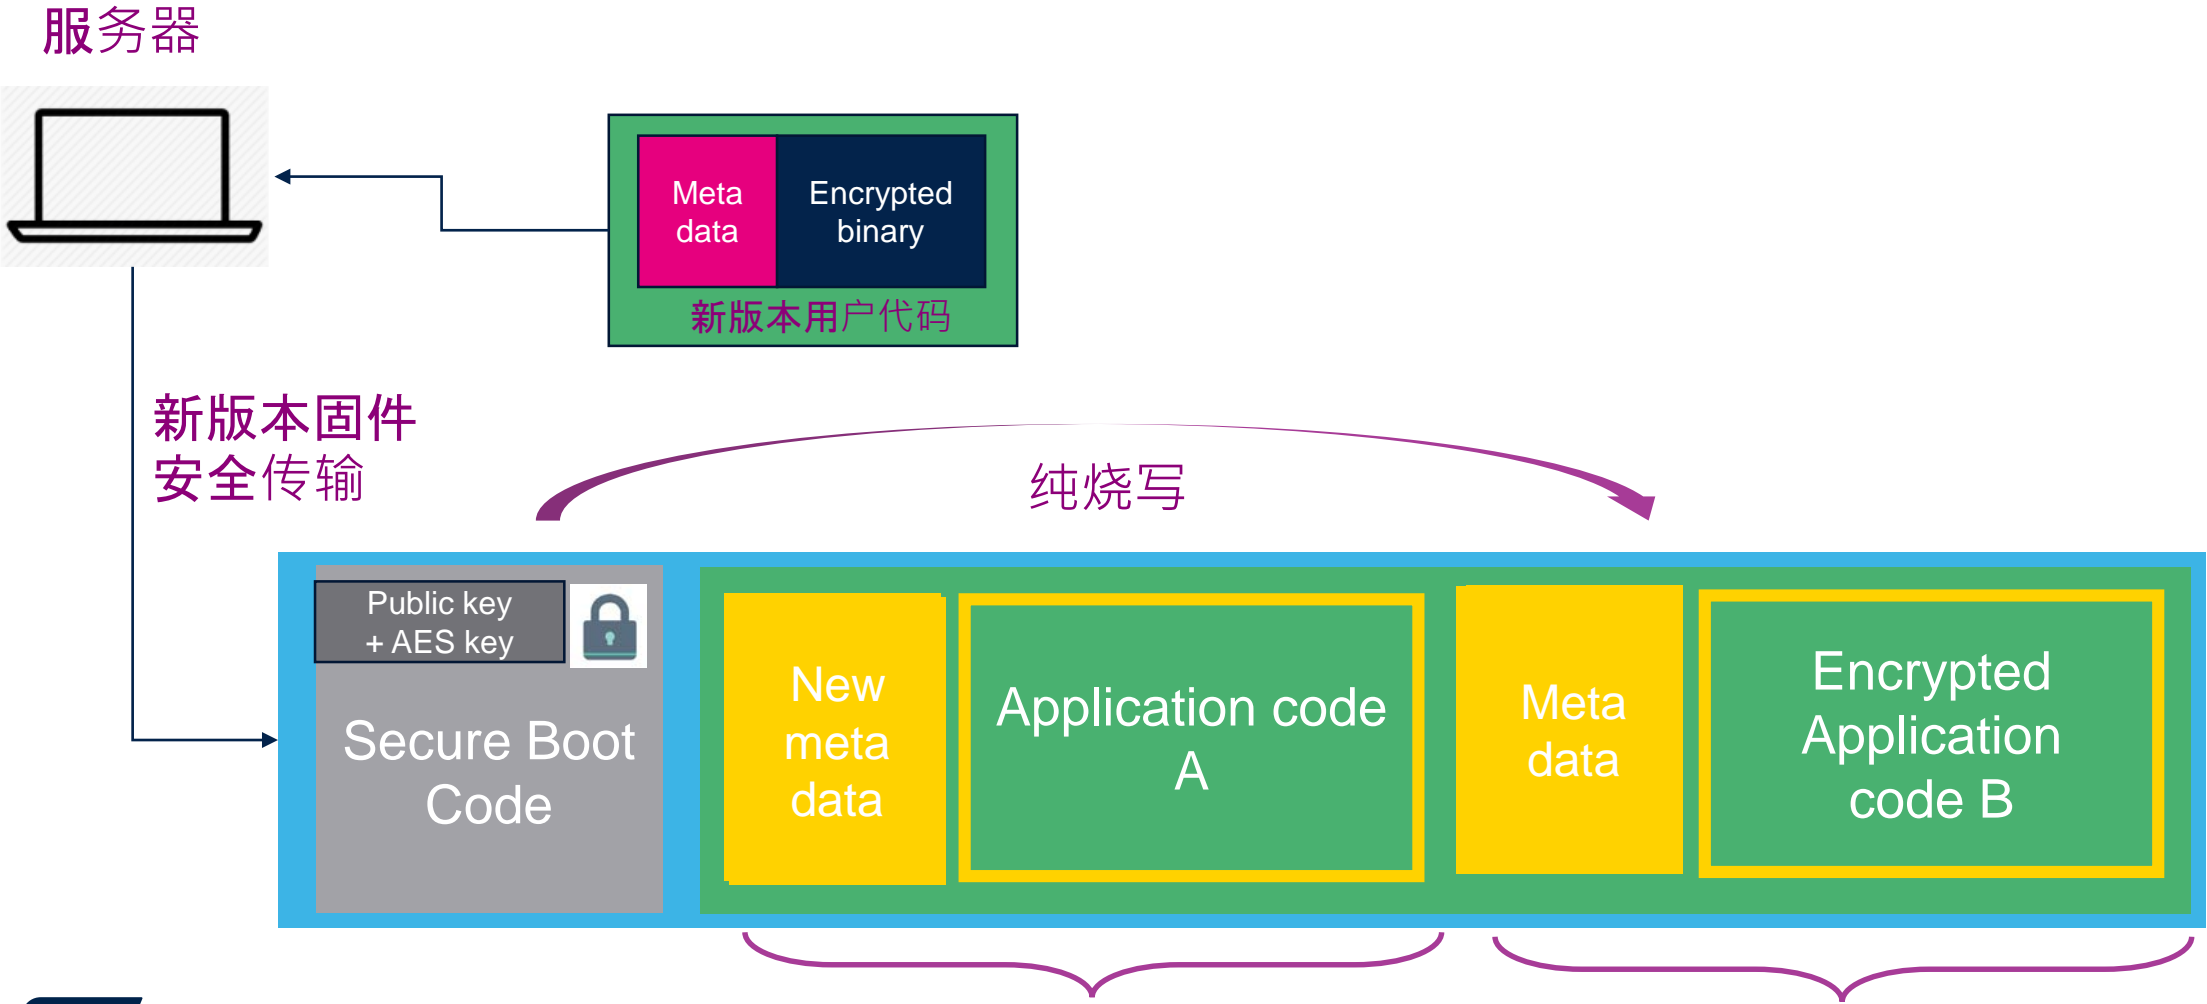 服务器
Meta
data
Encrypted
binary
新版本用户代码
新版本固件
安全传输
纯烧写
Public key
+ AES key
Secure Boot
Code
New
meta
data
Application code
A
Meta
data
Encrypted
Application
code B